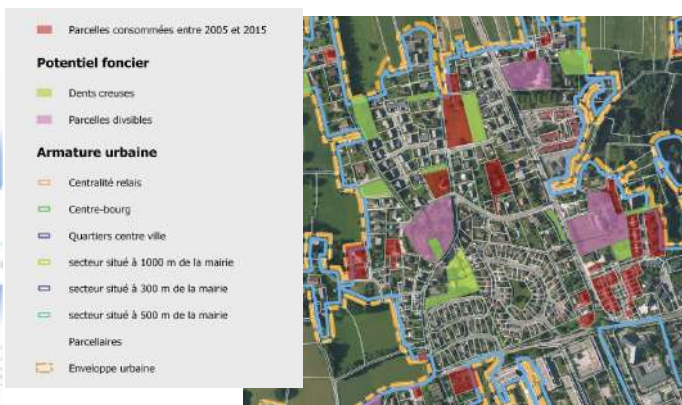 Parcelles consommées entre 2005 et 2015
Potentiel foncier
Dents creuses
Parcelles divsibles
Armature urbaine
Centralité relais
Centre-bourg
Quartiers centre ville
secteur situé à 1000 m de la mairie
secteur situé à 300 m de la mairie
secteur situé à 500 m de la mairie
Parcellaires
Enveloppe urbaine